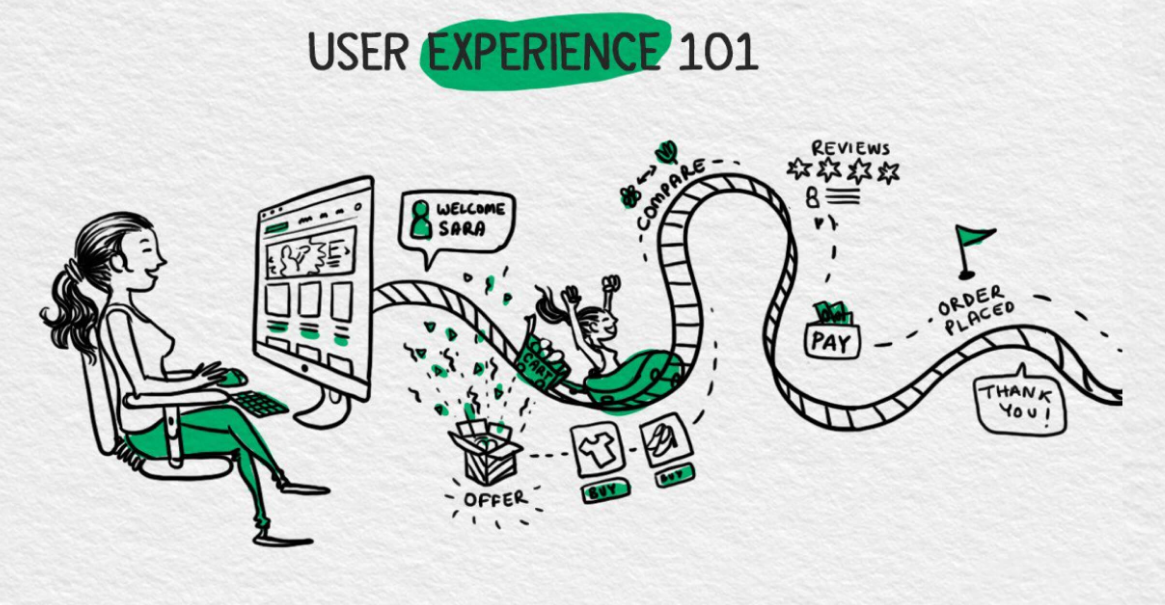 USER EXPERIENCE 101
WELCOME
SARA
COMPARE
REVIEWS
CART
PAY
ORDER
PLACED
THANK
YOU!
BUY
BUY
OFFER